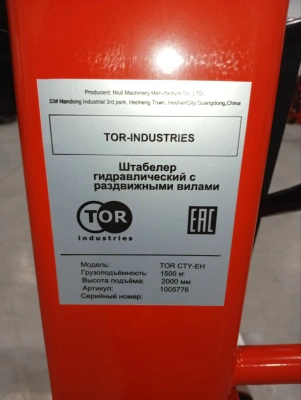 Producent: Niuli Machinery Manufacture Co., LTD.
33# Nandong Industrial 3rd park, Hecheng Town, HeshanCity,Guangdong,China
TOR-INDUSTRIES
Штабелер
гидравлический с
раздвижными вилами
TOR
industries
EAC
Модель: TOR CTY-EH
Грузоподъёмность: 1500 кг
Высота подъёма: 2000 мм
Артикул: 1005776
Серийный номер: